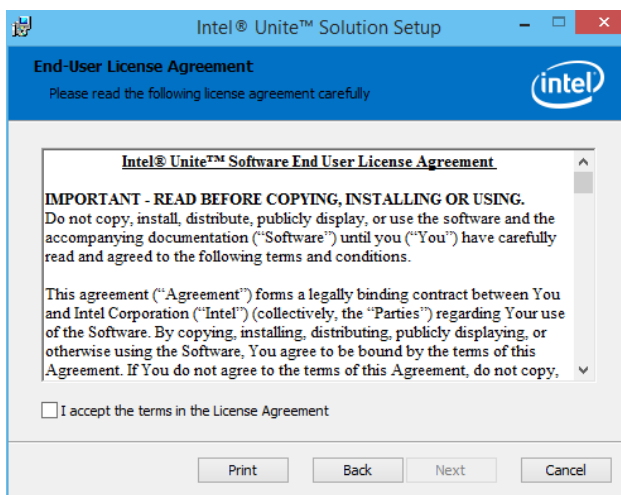 Intel® Unite™ Solution Setup
End-User License Agreement
Please read the following license agreement carefully
intel
Intel® Unite™ Software End User License Agreement
IMPORTANT - READ BEFORE COPYING, INSTALLING OR USING.
Do not copy, install, distribute, publicly display, or use the software and the
accompanying documentation (“Software”) until you (“You”) have carefully
read and agreed to the following terms and conditions.
This agreement (“Agreement”) forms a legally binding contract between You
and Intel Corporation (“Intel”) (collectively, the “Parties”) regarding Your use
of the Software. By copying, installing, distributing, publicly displaying, or
otherwise using the Software, You agree to be bound by the terms of this
Agreement. If You do not agree to the terms of this Agreement, do not copy,
I accept the terms in the License Agreement
Print Back Next Cancel